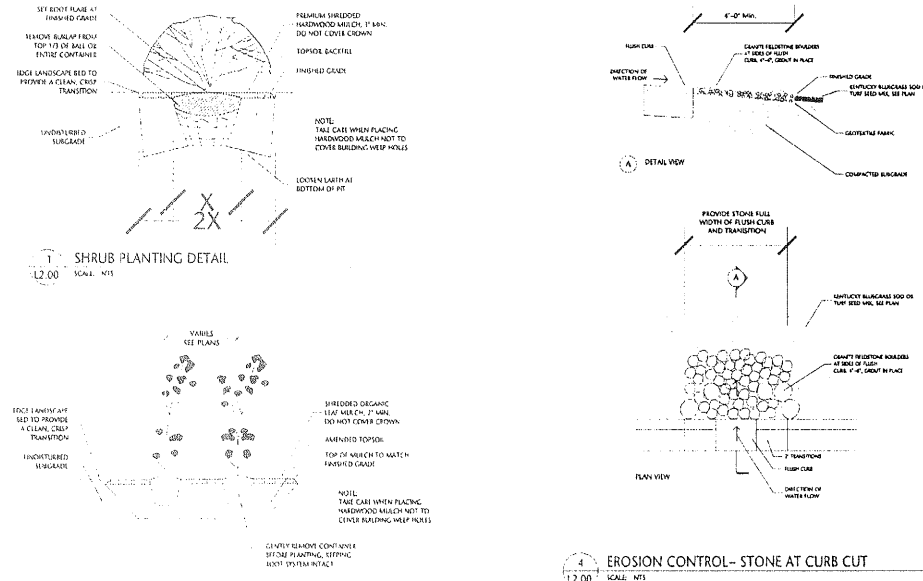 SET ROOT FLARE AT
FINISHED GRADE
REMOVE BURLAP FROM
TOP 1/3 OF BALL OR
ENTIRE CONTAINER
EDGE LANDSCAPE BED TO
PROVIDE A CLEAN, CRISP
TRANSITION
UNDISTURBED
SUBGRADE
PREMIUM SHREDDED
HARDWOOD MULCH, 3" MIN.
DO NOT COVER CROWN
TOPSOIL BACKFILL
FINISHED GRADE
NOTE:
TAKE CARE WHEN PLACING
HARDWOOD MULCH NOT TO
COVER BUILDING WEEP HOLES
LOOSEN EARTH AT
BOTTOM OF PIT
X
2X
1
L2.00
SHRUB PLANTING DETAIL
SCALE: NTS
VARIES
SEE PLANS
EDGE LANDSCAPE
BED TO PROVIDE
A CLEAN, CRISP
TRANSITION
UNDISTURBED
SUBGRADE
SHREDDED ORGANIC
LEAF MULCH, 2" MIN.
DO NOT COVER CROWN
AMENDED TOPSOIL
TOP OF MULCH TO MATCH
FINISHED GRADE
NOTE:
TAKE CARE WHEN PLACING
HARDWOOD MULCH NOT TO
COVER BUILDING WEEP HOLES
GENTLY REMOVE CONTAINER
BEFORE PLANTING, KEEPING
ROOT SYSTEM INTACT
4'-0" Min.
FLUSH CURB
GRANITE FIELDSTONE BOULDERS
AT SIDES OF FLUSH
CURB, 4"-8", GROUT IN PLACE
DIRECTION OF
WATER FLOW
FINISHED GRADE
KENTUCKY BLUEGRASS SOD OR
TURF SEED MIX, SEE PLAN
GEOTEXTILE FABRIC
COMPACTED SUBGRADE
A
DETAIL VIEW
PROVIDE STONE FULL
WIDTH OF FLUSH CURB
AND TRANSITION
A
KENTUCKY BLUEGRASS SOD OR
TURF SEED MIX, SEE PLAN
GRANITE FIELDSTONE BOULDERS
AT SIDES OF FLUSH
CURB, 4"-8", GROUT IN PLACE
2' TRANSITIONS
FLUSH CURB
DIRECTION OF
WATER FLOW
PLAN VIEW
4
L2.00
EROSION CONTROL- STONE AT CURB CUT
SCALE: NTS